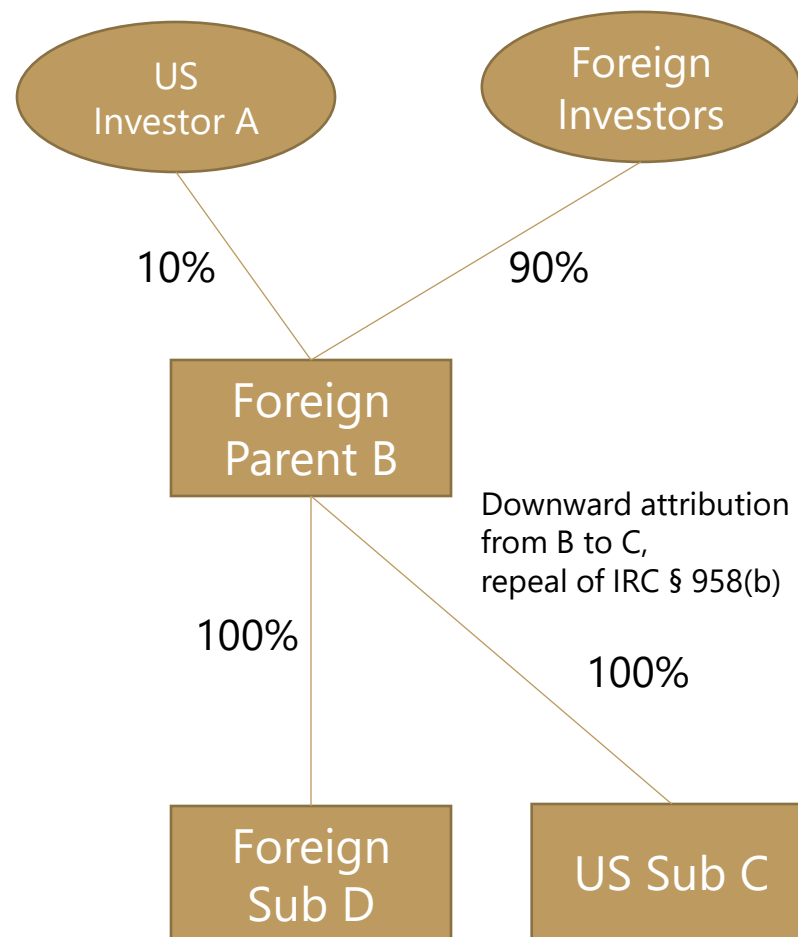 US
Investor A
Foreign
Investors
10%
90%
Foreign
Parent B
Downward attribution
from B to C,
repeal of IRC § 958(b)
100%
100%
Foreign
Sub D
US Sub C